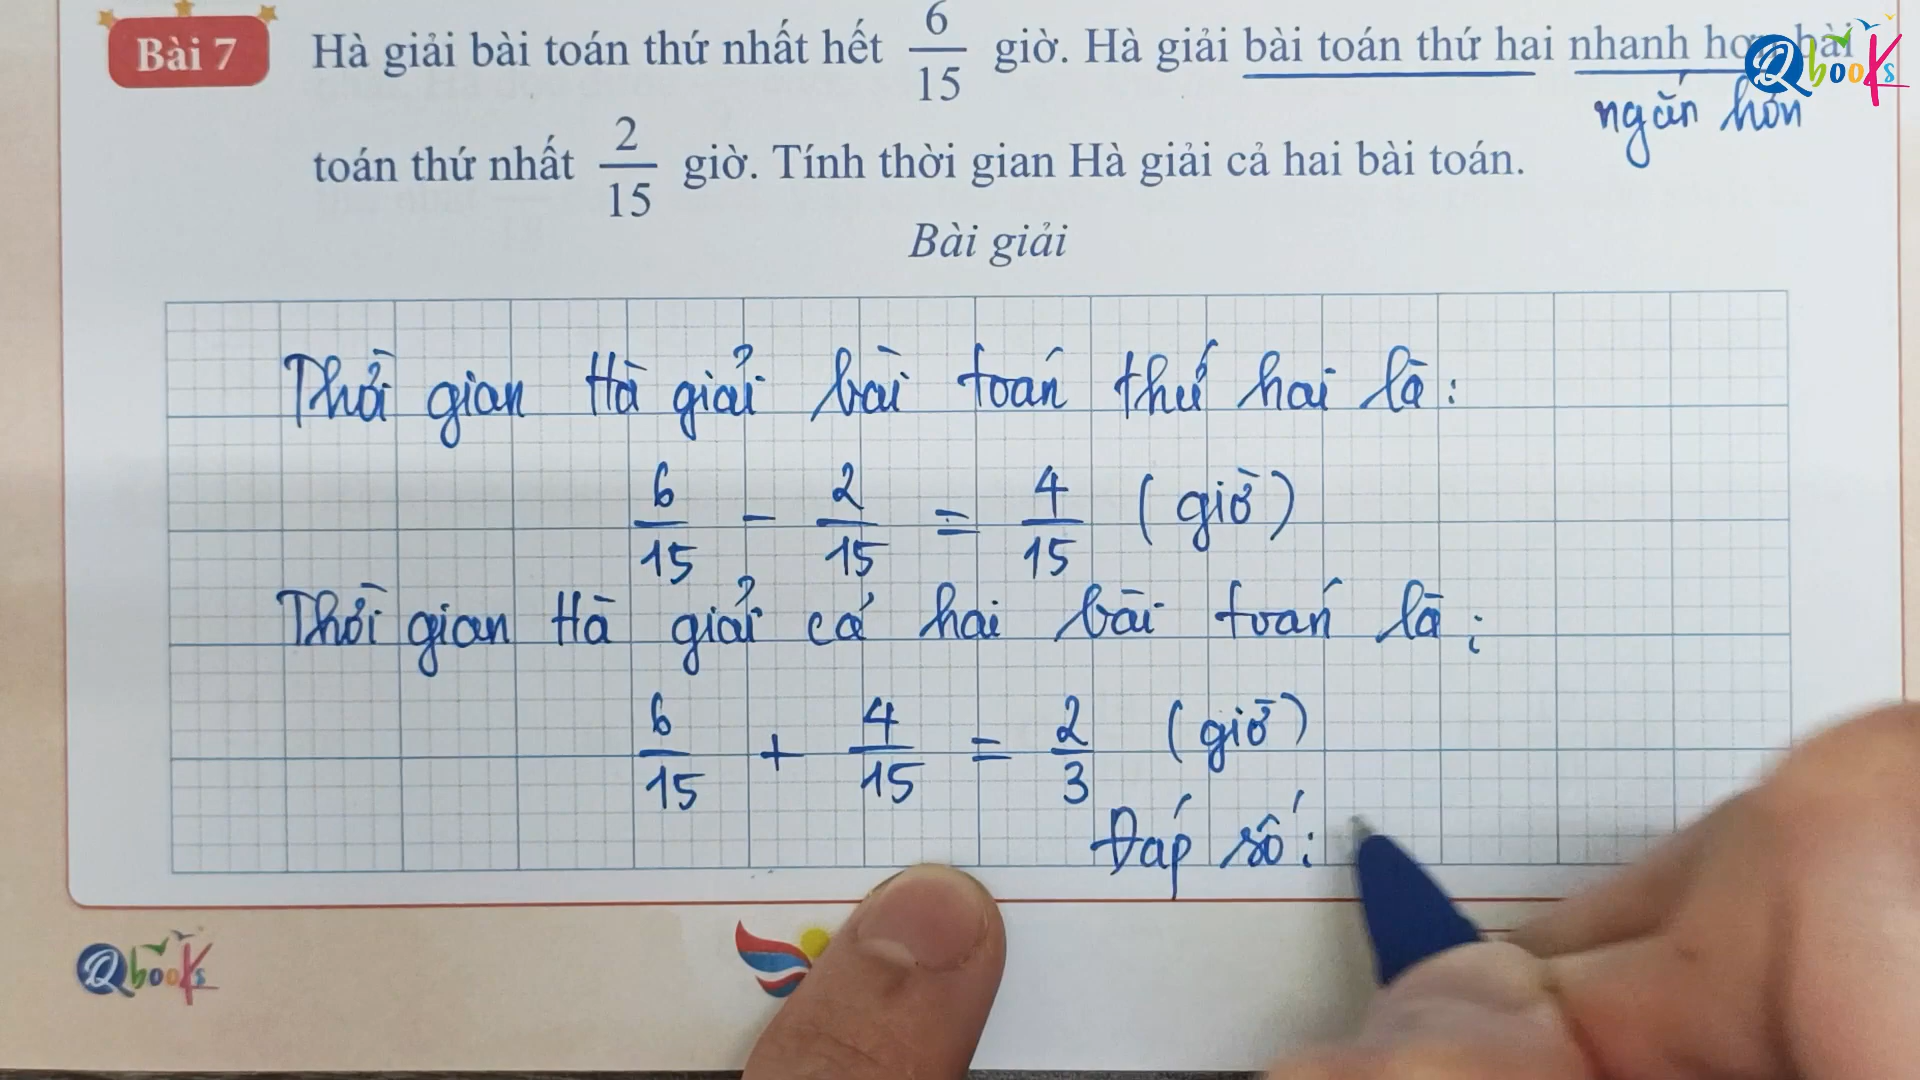 Bài 7 Hà giải bài toán thứ nhất hết 6/15 giờ. Hà giải bài toán thứ hai nhanh hơn bài
Qbooks
ngắn hơn
toán thứ nhất 2/15 giờ. Tính thời gian Hà giải cả hai bài toán.
Bài giải
Thời gian Hà giải bài toán thứ hai là:
6/15 - 2/15 = 4/15 (giờ)
Thời gian Hà giải cả hai bài toán là:
6/15 + 4/15 = 2/3 (giờ)
Đáp số:
Qbooks